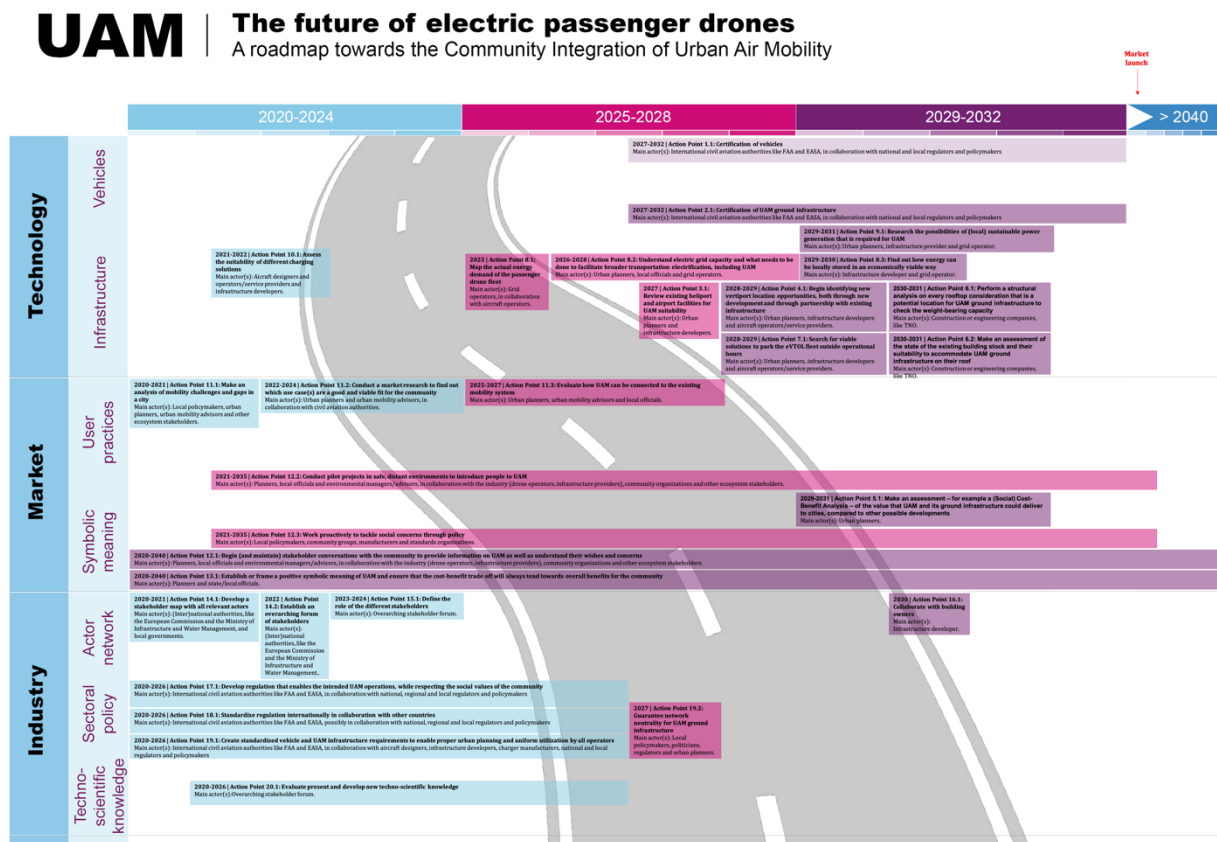 UAM
The future of electric passenger drones
A roadmap towards the Community Integration of Urban Air Mobility
Market
launch
2020-2024
2025-2028
2029-2032
> 2040
Technology
Vehicles
2027-2032 | Action Point 1.1: Certification of vehicles
Main actor(s): International civil aviation authorities like FAA and EASA, in collaboration with national and local regulators and policymakers
Infrastructure
2027-2032 | Action Point 2.1: Certification of UAM ground infrastructure
Main actor(s): International civil aviation authorities like FAA and EASA, in collaboration with national and local regulators and policymakers
2029-2031 | Action Point 9.1: Research the possibilities of (local) sustainable power
generation that is required for UAM
Main actor(s): Urban planners, infrastructure provider and grid operator.
2021-2022 | Action Point 10.1: Assess
the suitability of different charging
solutions
Main actor(s): Aicraft designers and
operators/service providers and
infrastructure developers.
2025 | Action Point 8.1:
Map the actual energy
demand of the passenger
drone fleet
Main actor(s): Grid
operators, in collaboration
with aircraft operators.
2026-2028 | Action Point 8.2: Understand electric grid capacity and what needs to be
done to facilitate broader transportation electrification, including UAM
Main actor(s): Urban planners, local officials and grid operators.
2029-2030 | Action Point 8.3: Find out how energy can
be locally stored in an economically viable way
Main actor(s): Infrastructure developer and grid operator.
2027 | Action Point 3.1:
Review existing heliport
and airport facilities for
UAM suitability
Main actor(s): Urban
planners and
infrastructure developers.
2028-2029 | Action Point 4.1: Begin identifying new
vertiport location opportunities, both through new
development and through partnership with existing
infrastructure
Main actor(s): Urban planners, infrastructure developers
and aircraft operators/service providers.
2030-2031 | Action Point 6.1: Perform a structural
analysis on every rooftop consideration that is a
potential location for UAM ground infrastructure to
check the weight-bearing capacity
Main actor(s): Construction or engineering companies,
like TNO.
2028-2029 | Action Point 7.1: Search for viable
solutions to park the eVTOL fleet outside operational
hours
Main actor(s): Urban planners, infrastructure developers
and aircraft operators/service providers.
2030-2031 | Action Point 6.2: Make an assessment of
the state of the existing building stock and their
suitability to accommodate UAM ground
infrastructure on their roof
Main actor(s): Construction or engineering companies,
like TNO.
Market
User
practices
2020-2021 | Action Point 11.1: Make an
analysis of mobility challenges and gaps in
a city
Main actor(s): Local policymakers, urban
planners, urban mobility advisors and other
ecosystem stakeholders.
2022-2024 | Action Point 11.2: Conduct a market research to find out
which use case(s) are a good and viable fit for the community
Main actor(s): Urban planners and urban mobility advisors, in
collaboration with civil aviation authorities.
2025-2027 | Action Point 11.3: Evaluate how UAM can be connected to the existing
mobility system
Main actor(s): Urban planners, urban mobility advisors and local officials.
2021-2035 | Action Point 12.2: Conduct pilot projects in safe, distant environments to introduce people to UAM
Main actor(s): Planners, local officials and environmental managers/advisors, in collaboration with the industry (drone operators, infrastructure providers), community organizations and other ecosystem stakeholders.
Symbolic
meaning
2029-2031 | Action Point 5.1: Make an assessment – for example a (Social) Cost-
Benefit Analysis – of the value that UAM and its ground infrastructure could deliver
to cities, compared to other possible developments
Main actor(s): Urban planners.
2021-2035 | Action Point 12.3: Work proactively to tackle social concerns through policy
Main actor(s): Local policymakers, community groups, manufacturers and standards organizations.
2020-2040 | Action Point 12.1: Begin (and maintain) stakeholder conversations with the community to provide information on UAM as well as understand their wishes and concerns
Main actor(s): Planners, local officials and environmental managers/advisors, in collaboration with the industry (drone operators, infrastructure providers), community organizations and other ecosystem stakeholders.
2020-2040 | Action Point 13.1: Establish or frame a positive symbolic meaning of UAM and ensure that the cost-benefit trade off will always tend towards overall benefits for the community
Main actor(s): Planners and state/local officials.
Industry
Actor
network
2020-2021 | Action Point 14.1: Develop a
stakeholder map with all relevant actors
Main actor(s): (Inter)national authorities, like
the European Commission and the Ministry of
Infrastructure and Water Management, and
local governments.
2022 | Action Point
14.2: Establish an
overarching forum
of stakeholders
Main actor(s):
(Inter)national
authorities, like the
European Commission
and the Ministry of
Infrastructure and
Water Management..
2023-2024 | Action Point 15.1: Define the
role of the different stakeholders
Main actor(s): Overarching stakeholder forum.
2030 | Action Point 16.1:
Collaborate with building
owners
Main actor(s):
Infrastructure developer.
Sectoral
policy
2020-2026 | Action Point 17.1: Develop regulation that enables the intended UAM operations, while respecting the social values of the community
Main actor(s): International civil aviation authorities like FAA and EASA, in collaboration with national, regional and local regulators and policymakers
2020-2026 | Action Point 18.1: Standardize regulation internationally in collaboration with other countries
Main actor(s): International civil aviation authorities like FAA and EASA, possibly in collaboration with national, regional and local regulators and policymakers
2020-2026 | Action Point 19.1: Create standardized vehicle and UAM infrastructure requirements to enable proper urban planning and uniform utilization by all operators
Main actor(s): International civil aviation authorities like FAA and EASA, in collaboration with aircraft designers, infrastructure developers, charger manufacturers, national and local
regulators and policymakers
2027 | Action Point 19.2:
Guarantee network
neutrality for UAM ground
infrastructure
Main actor(s): Local
policymakers, politicians,
regulators and urban planners.
Techno-
scientific
knowledge
2020-2026 | Action Point 20.1: Evaluate present and develop new techno-scientific knowledge
Main actor(s):Overarching stakeholder forum.